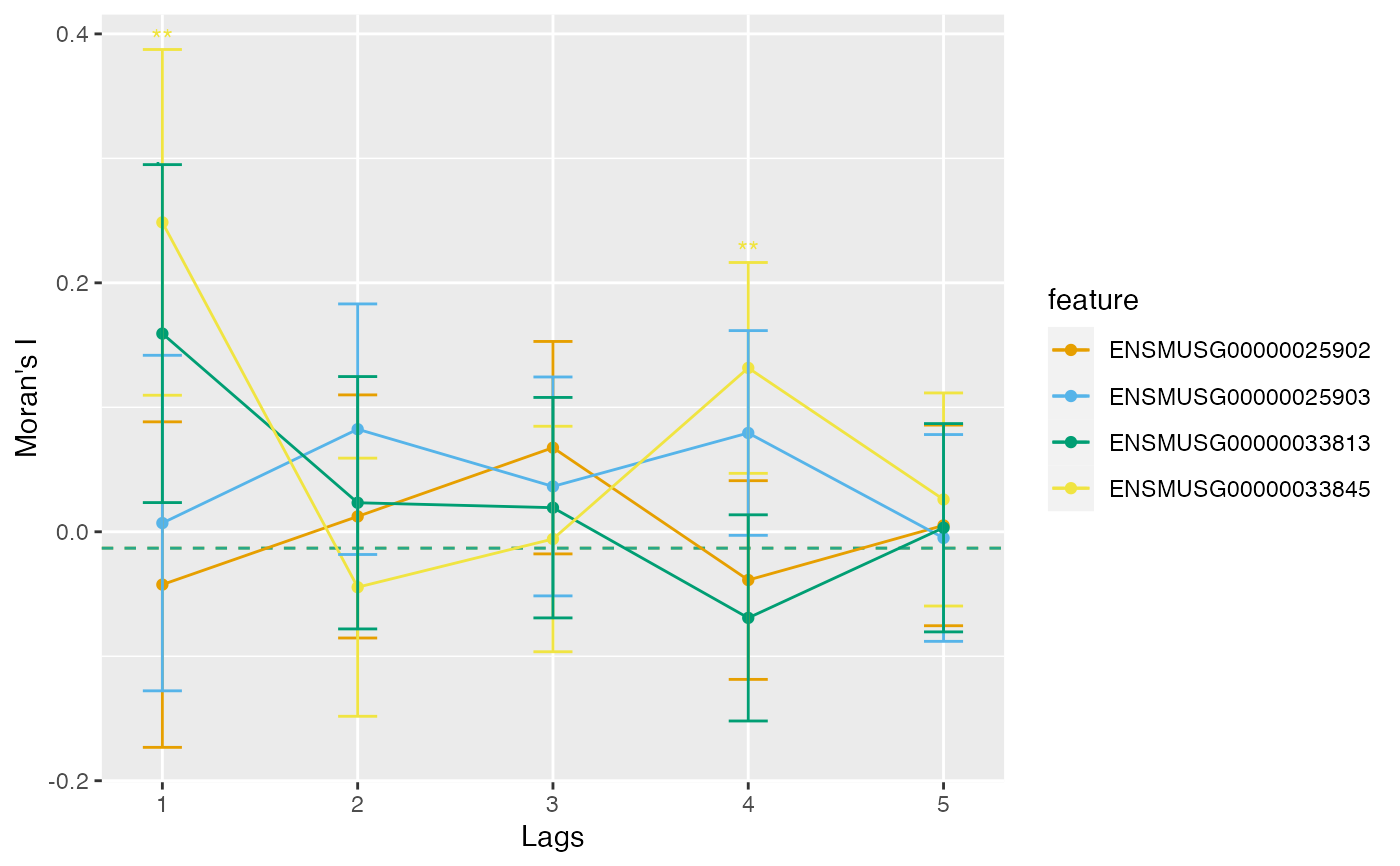 0.4
0.2
0.0
-0.2
Moran's I
**
**
1 2 3 4 5
Lags
feature
ENSMUSG00000025902
ENSMUSG00000025903
ENSMUSG00000033813
ENSMUSG00000033845